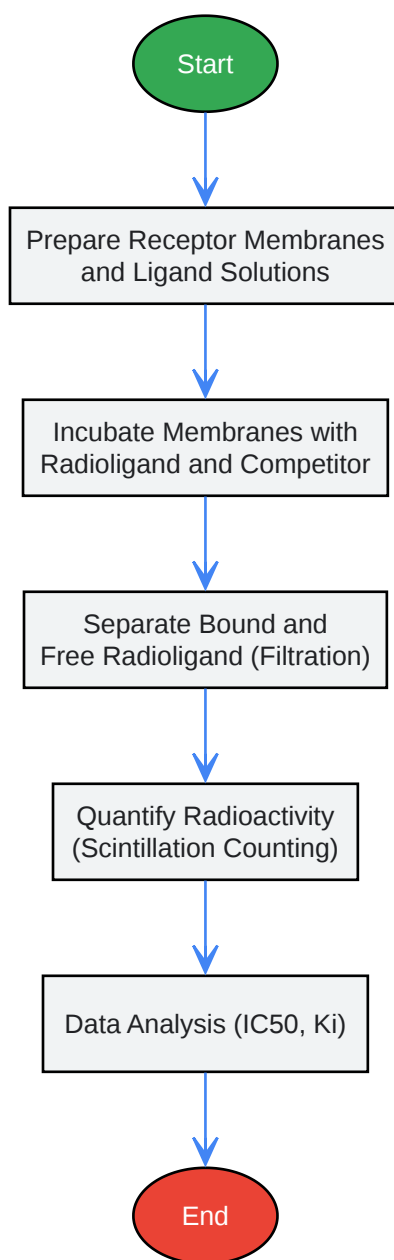 Start
Prepare Receptor Membranes
and Ligand Solutions
Incubate Membranes with
Radioligand and Competitor
Separate Bound and
Free Radioligand (Filtration)
Quantify Radioactivity
(Scintillation Counting)
Data Analysis (IC50, Ki)
End